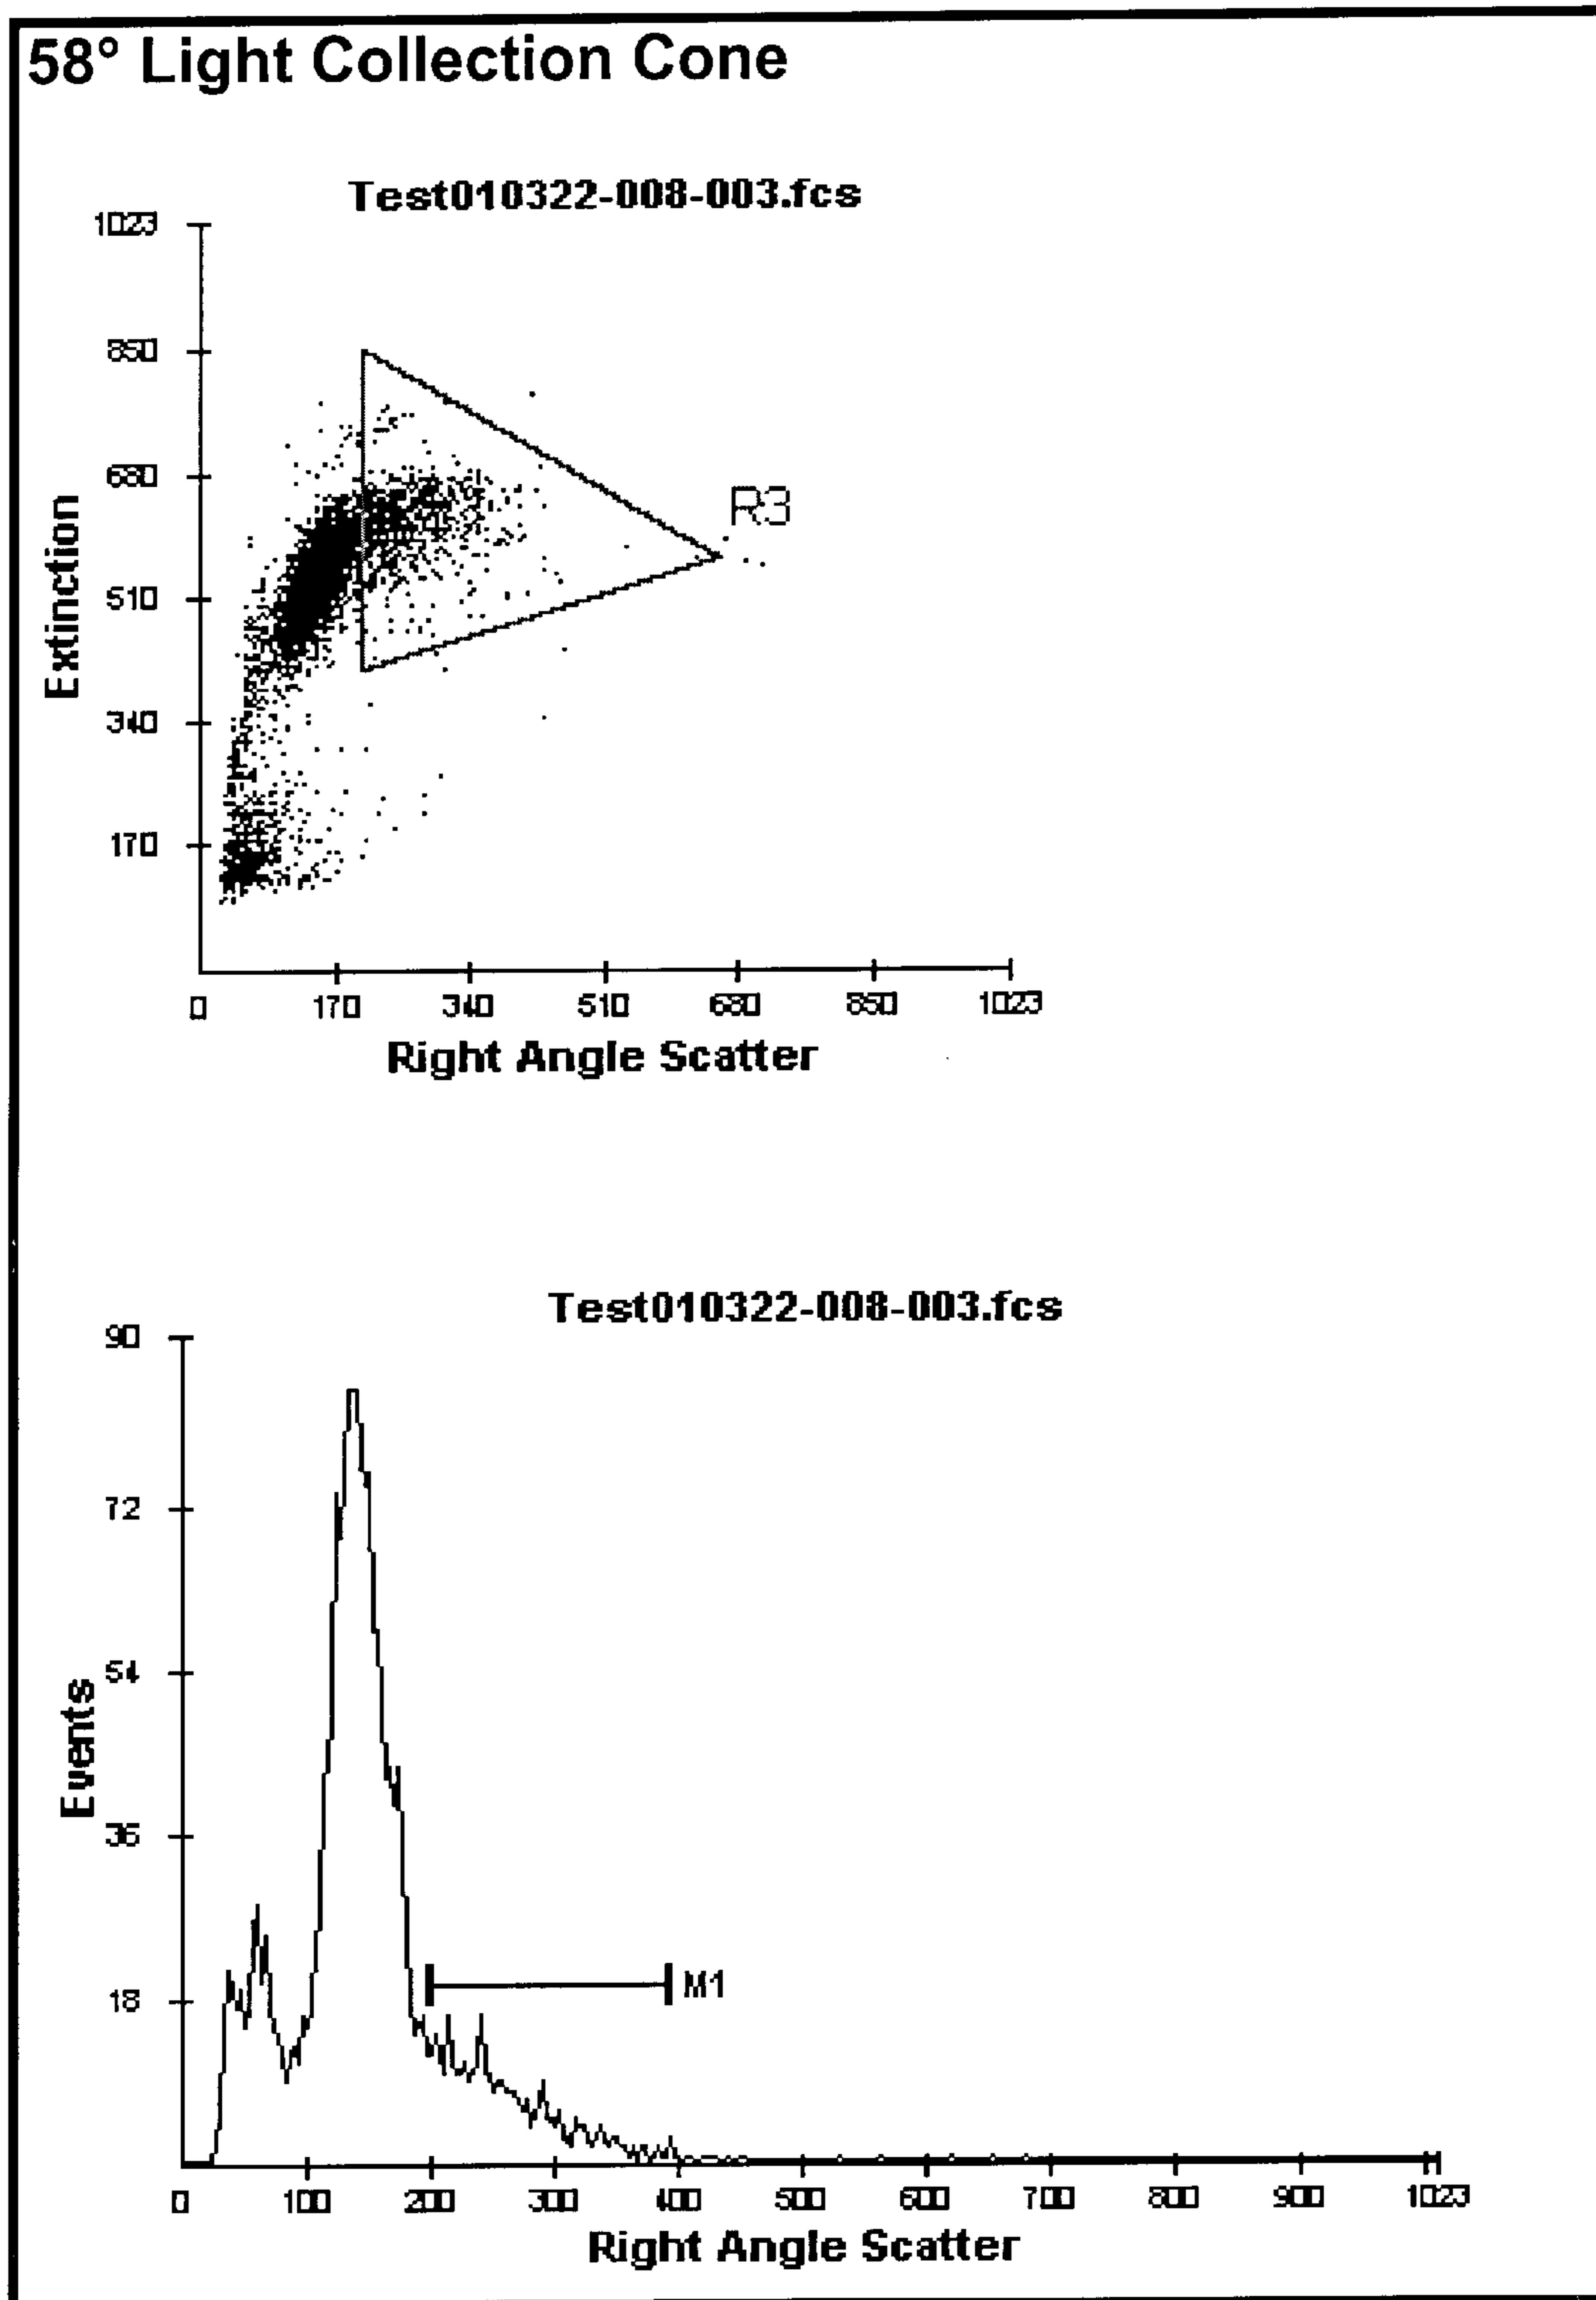 58° Light Collection Cone
Test010322-008-003.fcs
1023
850
680
R3
510
340
170
Extinction
0 170 340 510 680 850 1023
Right Angle Scatter
Test010322-008-003.fcs
90
72
54
36
18
M1
Events
0 100 200 300 400 500 600 700 800 900 1023
Right Angle Scatter